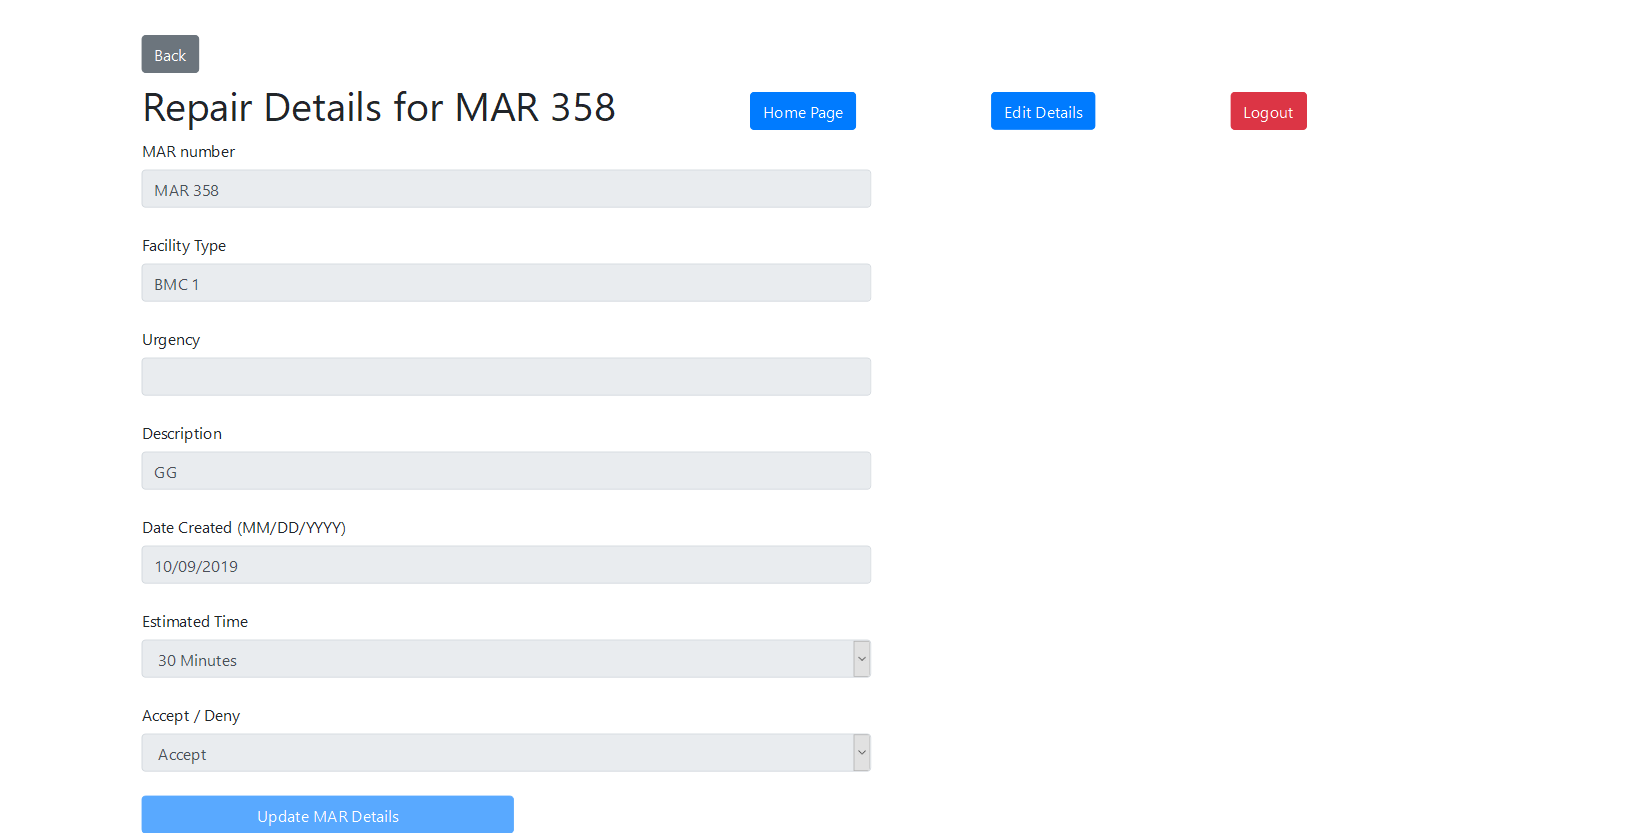 Back
Repair Details for MAR 358
Home Page
Edit Details
Logout
MAR number
MAR 358
Facility Type
BMC 1
Urgency
Description
GG
Date Created (MM/DD/YYYY)
10/09/2019
Estimated Time
30 Minutes
Accept / Deny
Accept
Update MAR Details